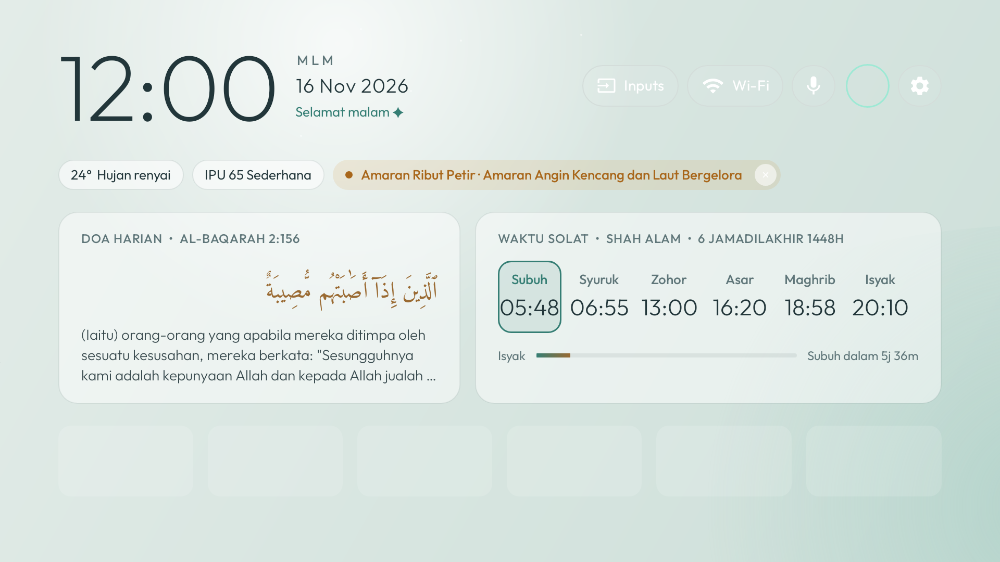 12:00
MLM
16 Nov 2026
Selamat malam
Inputs
Wi-Fi
24° Hujan renyai
IPU 65 Sederhana
Amaran Ribut Petir · Amaran Angin Kencang dan Laut Bergelora
DOA HARIAN • AL-BAQARAH 2:156
ٱلَّذِينَ إِذَآ أَصَٰبَتْهُم مُّصِيبَةٌ
(Iaitu) orang-orang yang apabila mereka ditimpa oleh
sesuatu kesusahan, mereka berkata: "Sesungguhnya
kami adalah kepunyaan Allah dan kepada Allah jualah ...
WAKTU SOLAT • SHAH ALAM • 6 JAMADILAKHIR 1448H
Subuh Syuruk Zohor Asar Maghrib Isyak
05:48 06:55 13:00 16:20 18:58 20:10
Isyak Subuh dalam 5j 36m